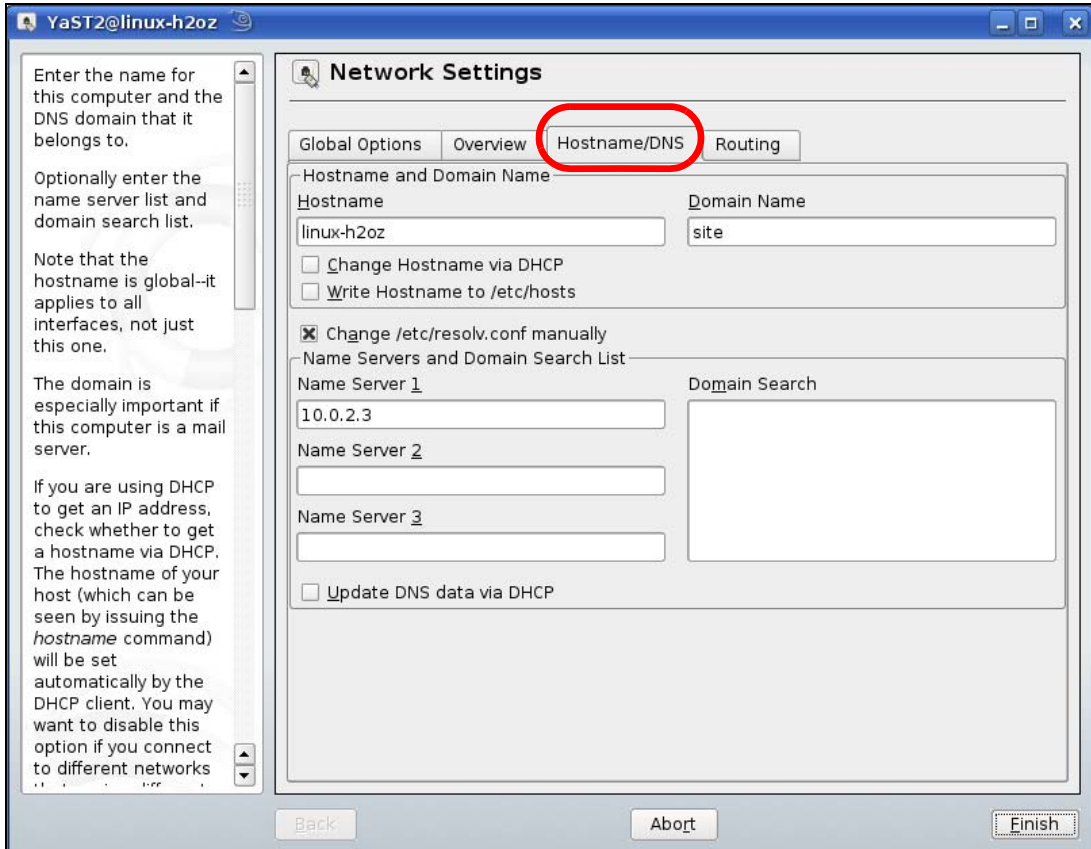 YaST2@linux-h2oz
Enter the name for
this computer and the
DNS domain that it
belongs to.
Optionally enter the
name server list and
domain search list.
Note that the
hostname is global--it
applies to all
interfaces, not just
this one.
The domain is
especially important if
this computer is a mail
server.
If you are using DHCP
to get an IP address,
check whether to get
a hostname via DHCP.
The hostname of your
host (which can be
seen by issuing the
hostname command)
will be set
automatically by the
DHCP client. You may
want to disable this
option if you connect
to different networks
Network Settings
Global Options
Overview
Hostname/DNS
Routing
Hostname and Domain Name
Hostname
Domain Name
linux-h2oz
site
Change Hostname via DHCP
Write Hostname to /etc/hosts
Change /etc/resolv.conf manually
Name Servers and Domain Search List
Name Server 1
Domain Search
10.0.2.3
Name Server 2
Name Server 3
Update DNS data via DHCP
Back
Abort
Finish